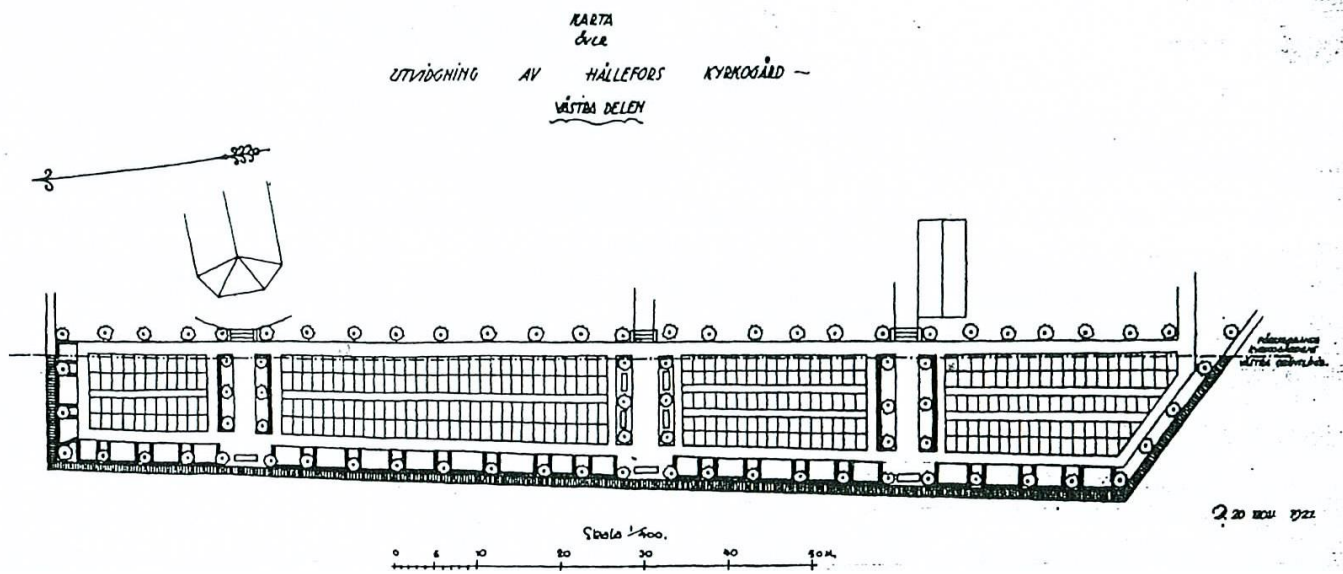 KARTA
ÖVER
UTVIDGNING AV HÄLLEFORS KYRKOGÅRD –
VÄSTRA DELEN
Skala 1/400.
0 5 10 20 30 40 50 M.
20 NOV 1922